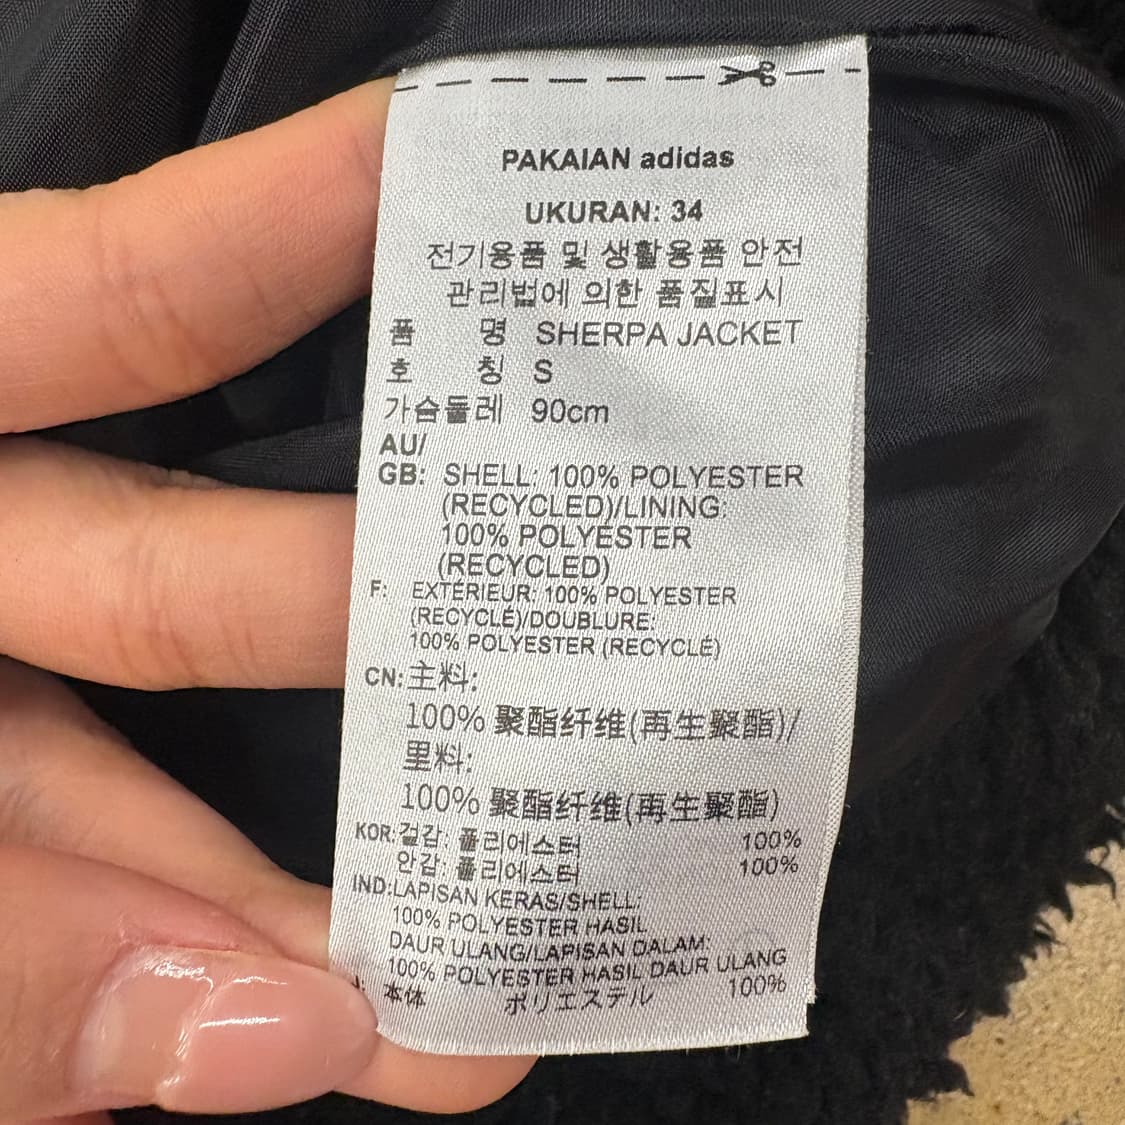 PAKAIAN adidas
UKURAN: 34
전기용품 및 생활용품 안전
관리법에 의한 품질표시
품 명 SHERPA JACKET
호 칭 S
가슴둘레 90cm
AU/
GB: SHELL: 100% POLYESTER
(RECYCLED)/LINING:
100% POLYESTER
(RECYCLED)
F: EXTÉRIEUR: 100% POLYESTER
(RECYCLÉ)/DOUBLURE:
100% POLYESTER (RECYCLÉ)
CN: 主料:
100% 聚酯纤维(再生聚酯)/
里料:
100% 聚酯纤维(再生聚酯)
KOR: 겉감: 폴리에스터 100%
안감: 폴리에스터 100%
IND: LAPISAN KERAS/SHELL:
100% POLYESTER HASIL
DAUR ULANG/LAPISAN DALAM:
100% POLYESTER HASIL DAUR ULANG
J: 本体 ポリエステル 100%